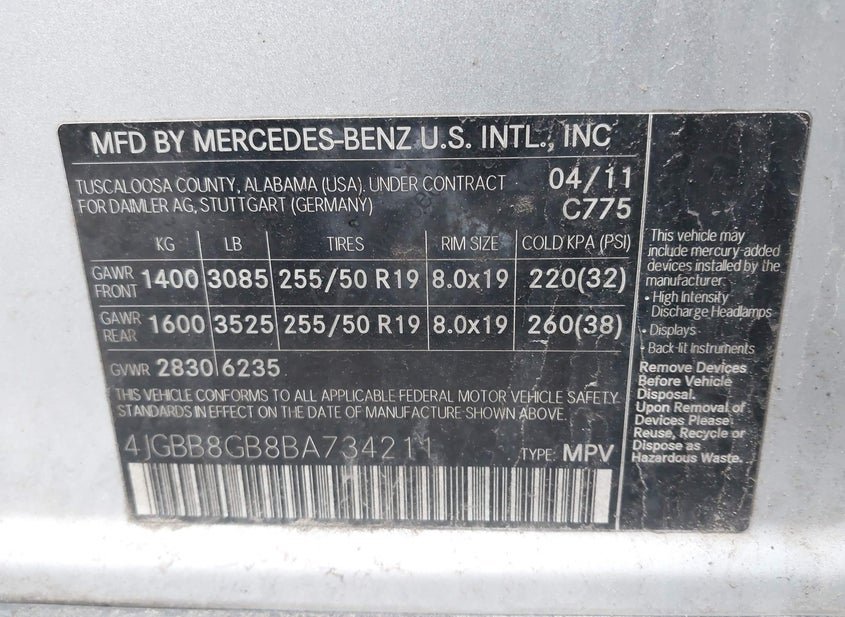 MFD BY MERCEDES-BENZ U.S. INTL., INC
TUSCALOOSA COUNTY, ALABAMA (USA). UNDER CONTRACT 04/11
FOR DAIMLER AG, STUTTGART (GERMANY) C775
KG LB TIRES RIM SIZE COLD KPA (PSI)
GAWR
FRONT 1400 3085 255/50 R19 8.0x19 220(32)
GAWR
REAR 1600 3525 255/50 R19 8.0x19 260(38)
GVWR 2830 6235
THIS VEHICLE CONFORMS TO ALL APPLICABLE FEDERAL MOTOR VEHICLE SAFETY
STANDARDS IN EFFECT ON THE DATE OF MANUFACTURE SHOWN ABOVE.
4JGBB8GB8BA734211 TYPE: MPV
This vehicle may
include mercury-added
devices installed by the
manufacturer:
• High Intensity
Discharge Headlamps
• Displays
• Back-lit Instruments
Remove Devices
Before Vehicle
Disposal.
Upon Removal of
Devices Please
Reuse, Recycle or
Dispose as
Hazardous Waste.